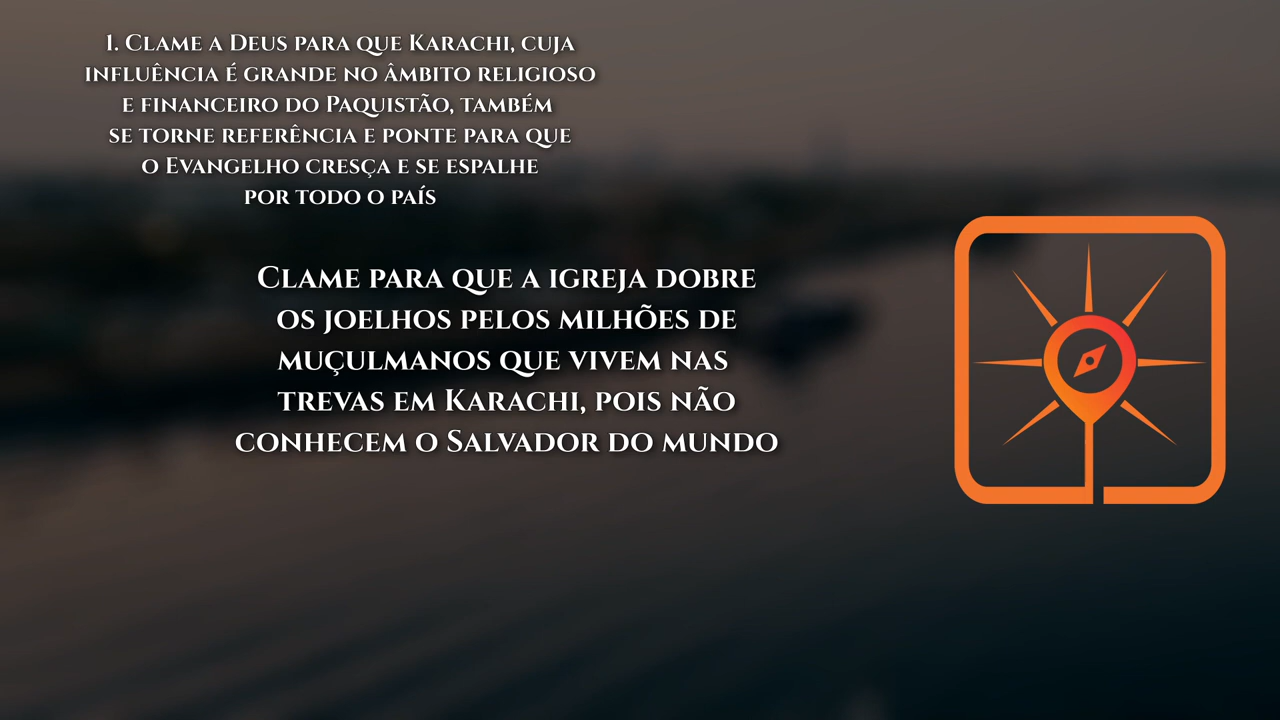 1. Clame a Deus para que Karachi, cuja
influência é grande no âmbito religioso
e financeiro do Paquistão, também
se torne referência e ponte para que
o Evangelho cresça e se espalhe
por todo o país
Clame para que a igreja dobre
os joelhos pelos milhões de
muçulmanos que vivem nas
trevas em Karachi, pois não
conhecem o Salvador do mundo